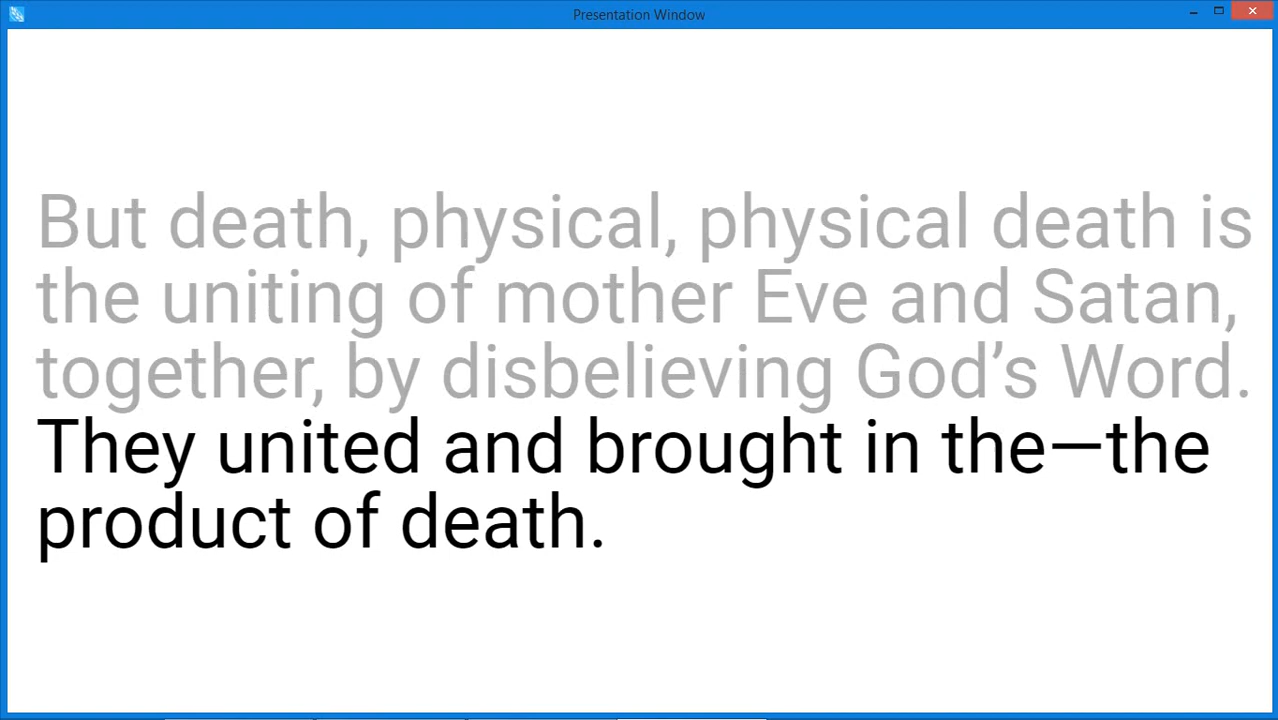 Presentation Window
But death, physical, physical death is
the uniting of mother Eve and Satan,
together, by disbelieving God’s Word.
They united and brought in the—the
product of death.